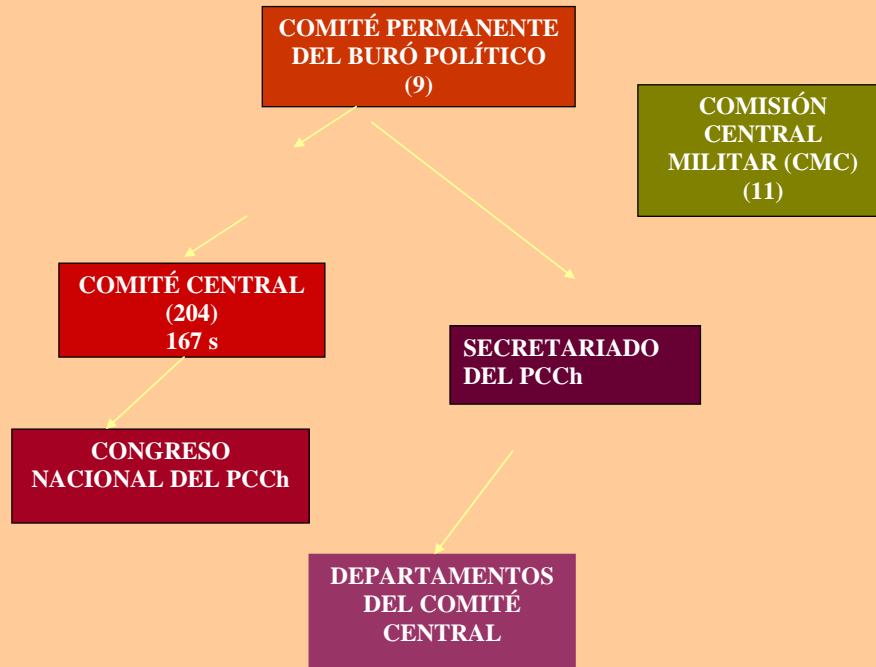 COMITÉ PERMANENTE
DEL BURÓ POLÍTICO
(9)
COMISIÓN
CENTRAL
MILITAR (CMC)
(11)
COMITÉ CENTRAL
(204)
167 s
SECRETARIADO
DEL PCCh
CONGRESO
NACIONAL DEL PCCh
DEPARTAMENTOS
DEL COMITÉ
CENTRAL